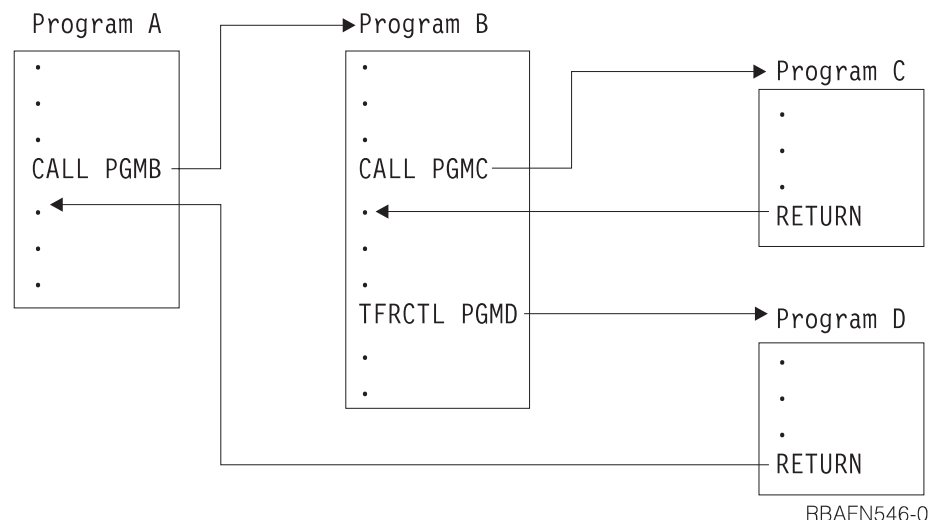 Program A
.
.
.
CALL PGMB
.
.
.
Program B
.
.
.
CALL PGMC
.
.
.
TFRCTL PGMD
.
.
Program C
.
.
.
RETURN
Program D
.
.
.
RETURN
RBAFN546-0